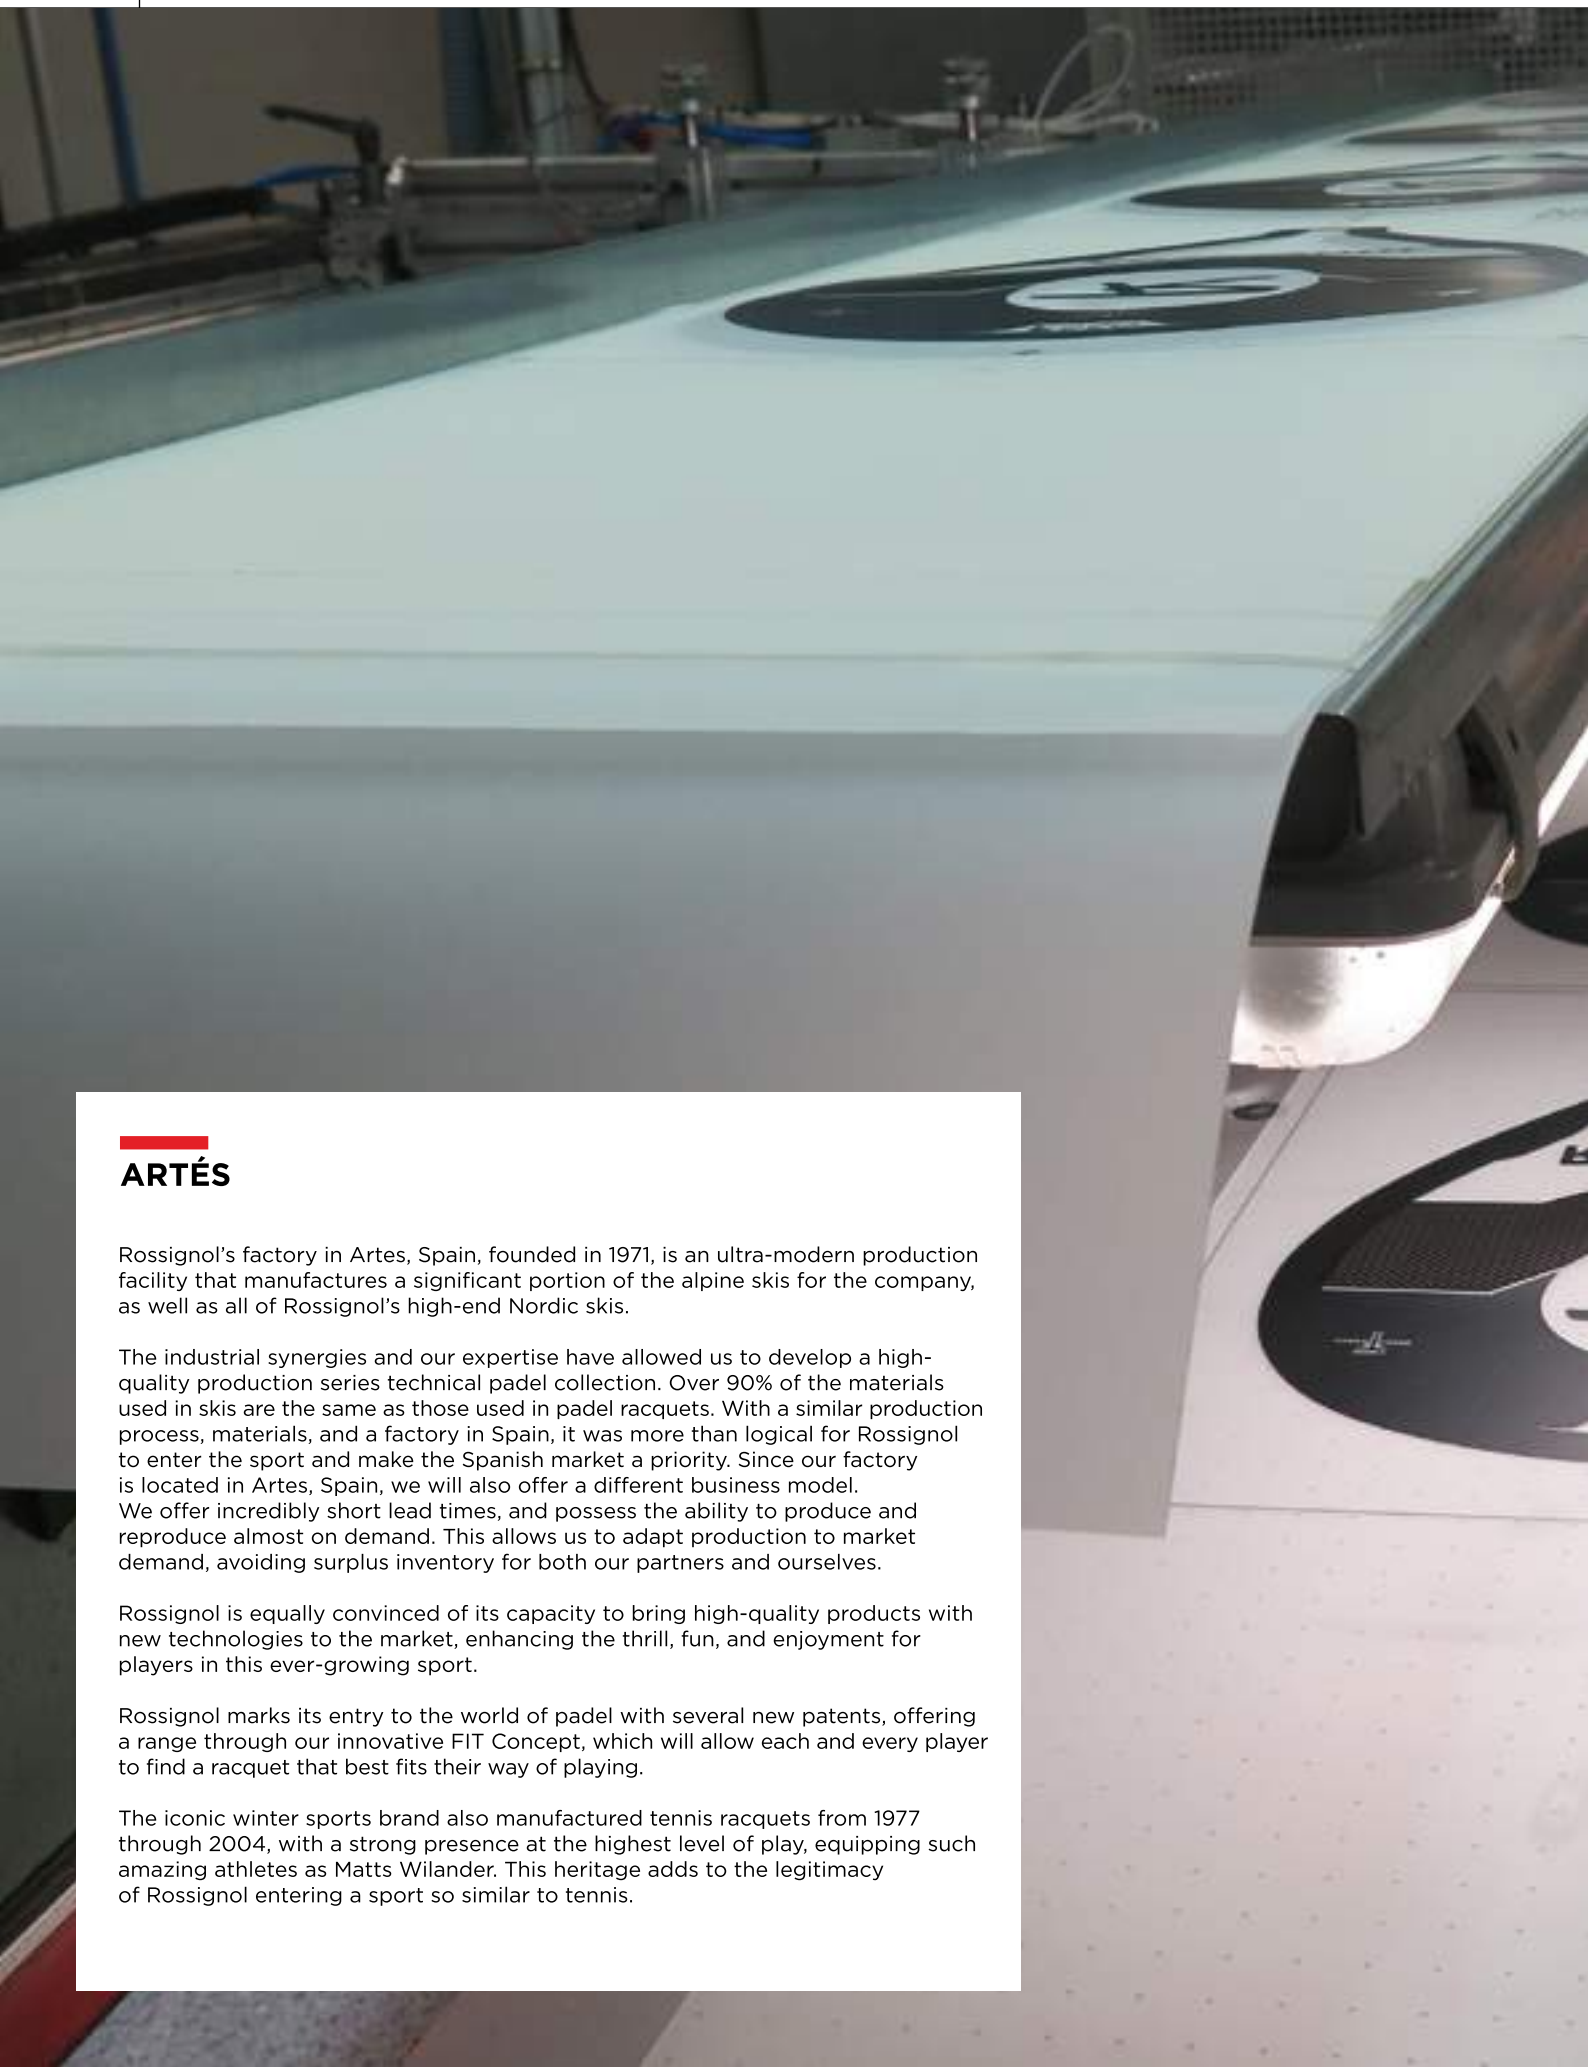 ARTÉS
Rossignol’s factory in Artes, Spain, founded in 1971, is an ultra-modern production
facility that manufactures a significant portion of the alpine skis for the company,
as well as all of Rossignol’s high-end Nordic skis.
The industrial synergies and our expertise have allowed us to develop a high-
quality production series technical padel collection. Over 90% of the materials
used in skis are the same as those used in padel racquets. With a similar production
process, materials, and a factory in Spain, it was more than logical for Rossignol
to enter the sport and make the Spanish market a priority. Since our factory
is located in Artes, Spain, we will also offer a different business model.
We offer incredibly short lead times, and possess the ability to produce and
reproduce almost on demand. This allows us to adapt production to market
demand, avoiding surplus inventory for both our partners and ourselves.
Rossignol is equally convinced of its capacity to bring high-quality products with
new technologies to the market, enhancing the thrill, fun, and enjoyment for
players in this ever-growing sport.
Rossignol marks its entry to the world of padel with several new patents, offering
a range through our innovative FIT Concept, which will allow each and every player
to find a racquet that best fits their way of playing.
The iconic winter sports brand also manufactured tennis racquets from 1977
through 2004, with a strong presence at the highest level of play, equipping such
amazing athletes as Matts Wilander. This heritage adds to the legitimacy
of Rossignol entering a sport so similar to tennis.